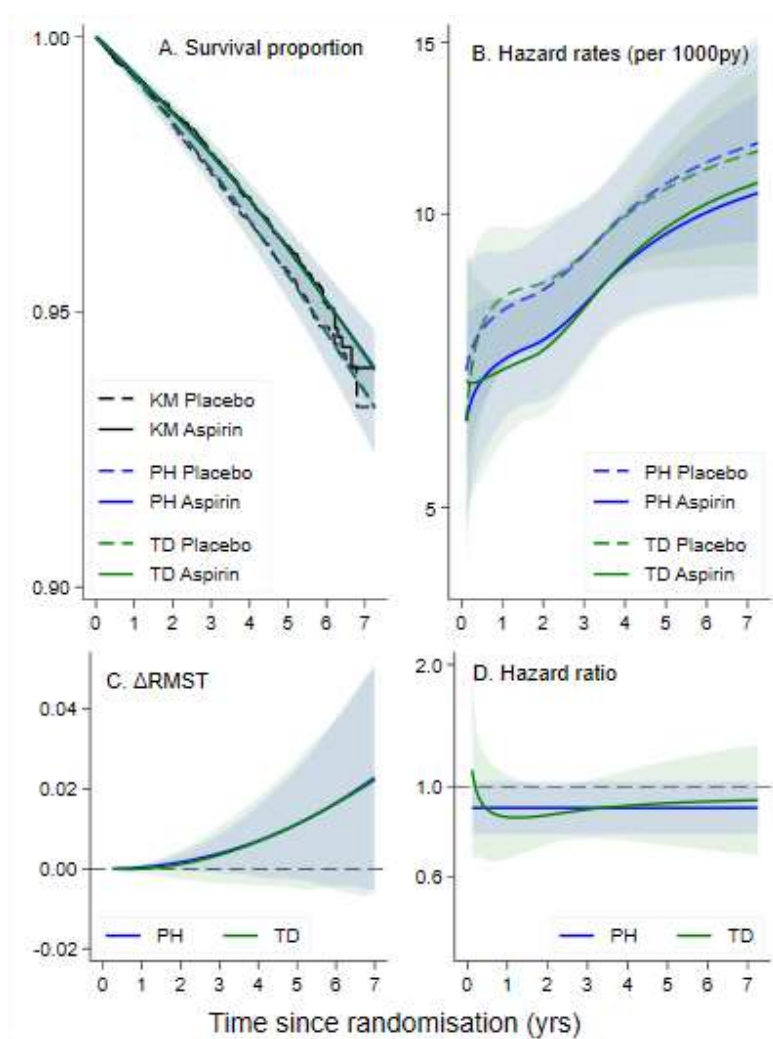 A. Survival proportion
1.00
0.95
0.90
KM Placebo
KM Aspirin
PH Placebo
PH Aspirin
TD Placebo
TD Aspirin
0 1 2 3 4 5 6 7
B. Hazard rates (per 1000py)
15
10
5
PH Placebo
PH Aspirin
TD Placebo
TD Aspirin
0 1 2 3 4 5 6 7
C. ΔRMST
0.04
0.02
0.00
-0.02
PH TD
0 1 2 3 4 5 6 7
D. Hazard ratio
2.0
1.0
0.6
PH TD
0 1 2 3 4 5 6 7
Time since randomisation (yrs)